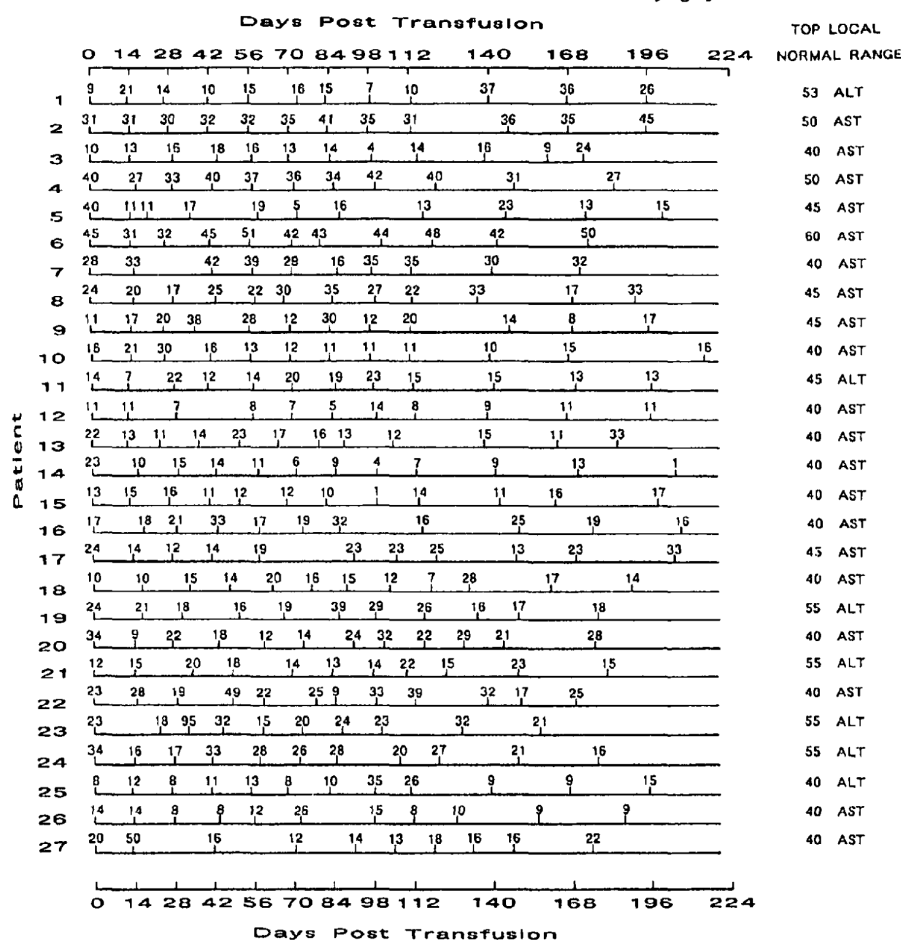 Days Post Transfusion
TOP LOCAL
0 14 28 42 56 70 84 98 112 140 168 196 224 NORMAL RANGE
9 21 14 10 15 16 15 7 10 37 36 26
1 53 ALT
31 31 30 32 32 35 41 35 31 36 35 45
2 50 AST
10 13 16 18 16 13 14 4 14 16 9 24
3 40 AST
40 27 33 40 37 36 34 42 40 31 27
4 50 AST
40 11 11 17 19 5 16 13 23 13 15
5 45 AST
45 31 32 45 51 42 43 44 48 42 50
6 60 AST
28 33 42 39 29 16 35 35 30 32
7 40 AST
24 20 17 25 22 30 35 27 22 33 17 33
8 45 AST
11 17 20 38 28 12 30 12 20 14 8 17
9 45 AST
16 21 30 16 13 12 11 11 11 10 15 16
10 40 AST
14 7 22 12 14 20 19 23 15 15 13 13
11 45 ALT
11 11 7 8 7 5 14 8 9 11 11
12 40 AST
22 13 11 14 23 17 16 13 12 15 11 33
13 40 AST
23 10 15 14 11 6 9 4 7 9 13 1
14 40 AST
13 15 16 11 12 12 10 1 14 11 16 17
15 40 AST
17 18 21 33 17 19 32 16 25 19 16
16 40 AST
24 14 12 14 19 23 23 25 13 23 33
17 45 AST
10 10 15 14 20 16 15 12 7 28 17 14
18 40 AST
24 21 18 16 19 39 29 26 16 17 18
19 55 ALT
34 9 22 18 12 14 24 32 22 29 21 28
20 40 AST
12 15 20 18 14 13 14 22 15 23 15
21 55 ALT
23 28 19 49 22 25 9 33 39 32 17 25
22 40 AST
23 18 95 32 15 20 24 23 32 21
23 55 ALT
34 16 17 33 28 26 28 20 27 21 16
24 55 ALT
8 12 8 11 13 8 10 35 26 9 9 15
25 40 ALT
14 14 8 8 12 26 15 8 10 9 9
26 40 AST
20 50 16 12 14 13 18 16 16 22
27 40 AST
Patient
0 14 28 42 56 70 84 98 112 140 168 196 224
Days Post Transfusion